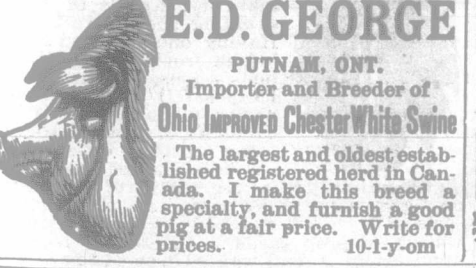 E.D. GEORGE
PUTNAM, ONT.
Importer and Breeder of
Ohio IMPROVED Chester White Swine
The largest and oldest estab-
lished registered herd in Can-
ada. I make this breed a
specialty, and furnish a good
pig at a fair price. Write for
prices. 10-1-y-om